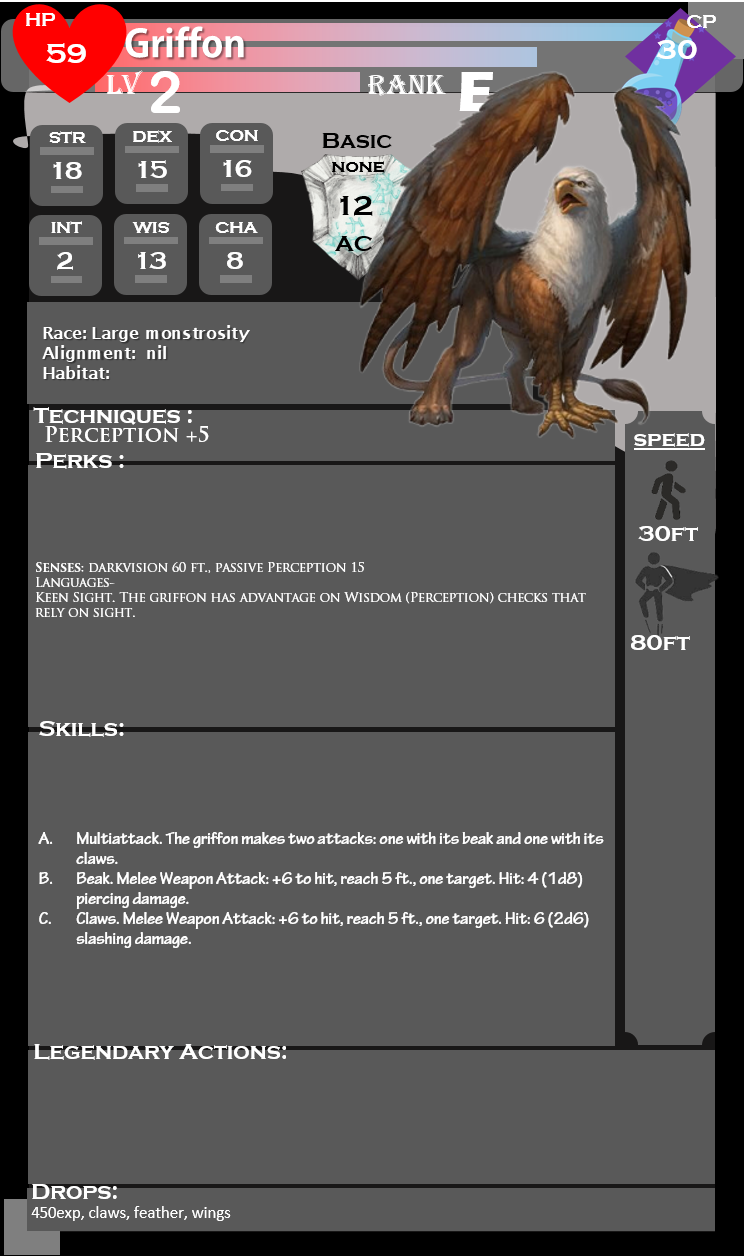 HP
59
Griffon
CP
30
LV 2
RANK E
STR
18
DEX
15
CON
16
INT
2
WIS
13
CHA
8
BASIC
NONE
12
AC
Race: Large monstrosity
Alignment: nil
Habitat:
TECHNIQUES :
PERCEPTION +5
PERKS :
SENSES: DARKVISION 60 FT., PASSIVE PERCEPTION 15
LANGUAGES-
KEEN SIGHT. THE GRIFFON HAS ADVANTAGE ON WISDOM (PERCEPTION) CHECKS THAT
RELY ON SIGHT.
SPEED
30FT
80FT
SKILLS:
A. Multiattack. The griffon makes two attacks: one with its beak and one with its
claws.
B. Beak. Melee Weapon Attack: +6 to hit, reach 5 ft., one target. Hit: 4 (1d8)
piercing damage.
C. Claws. Melee Weapon Attack: +6 to hit, reach 5 ft., one target. Hit: 6 (2d6)
slashing damage.
LEGENDARY ACTIONS:
DROPS:
450exp, claws, feather, wings